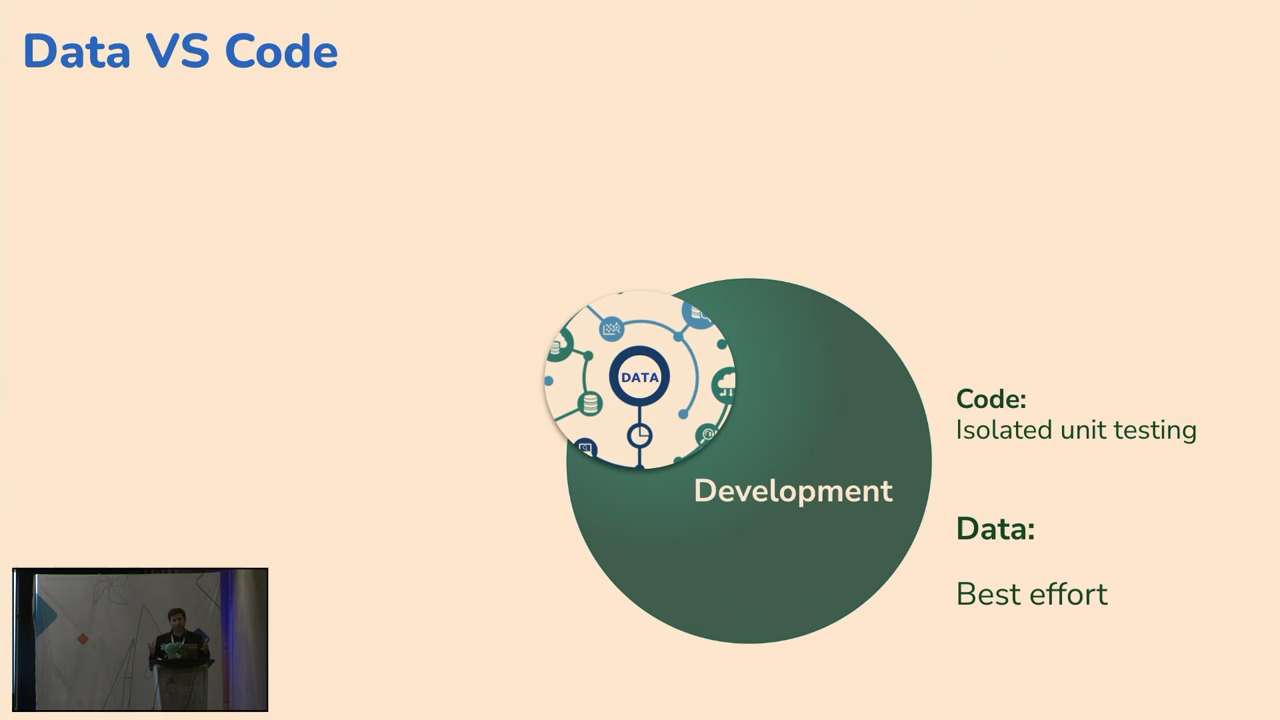 Data VS Code
DATA
Development
Code:
Isolated unit testing
Data:
Best effort